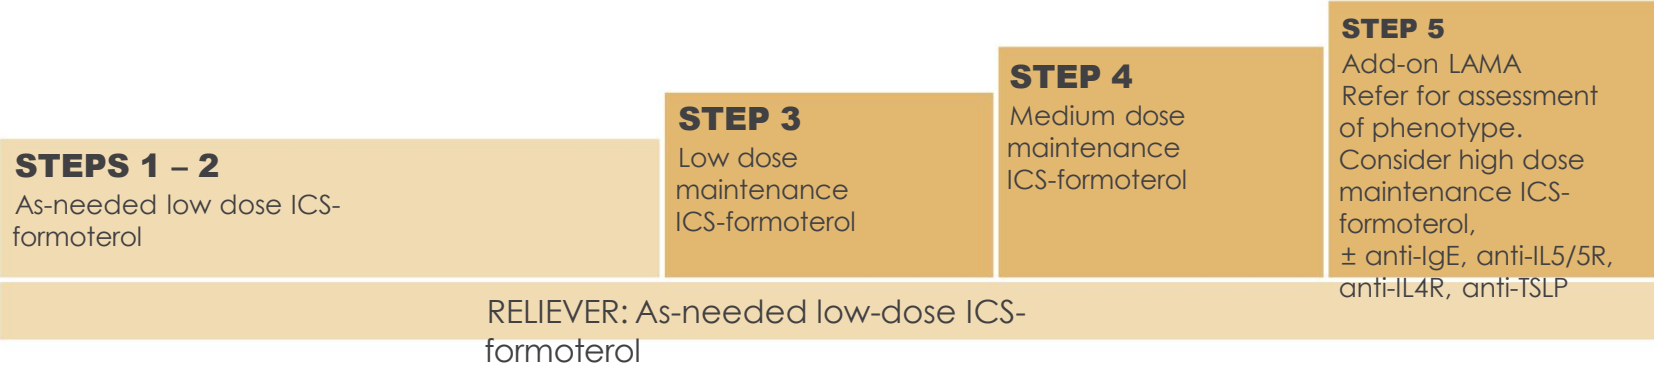 STEPS 1 – 2
As-needed low dose ICS-
formoterol
STEP 3
Low dose
maintenance
ICS-formoterol
STEP 4
Medium dose
maintenance
ICS-formoterol
STEP 5
Add-on LAMA
Refer for assessment
of phenotype.
Consider high dose
maintenance ICS-
formoterol,
± anti-IgE, anti-IL5/5R,
anti-IL4R, anti-TSLP
RELIEVER: As-needed low-dose ICS-
formoterol